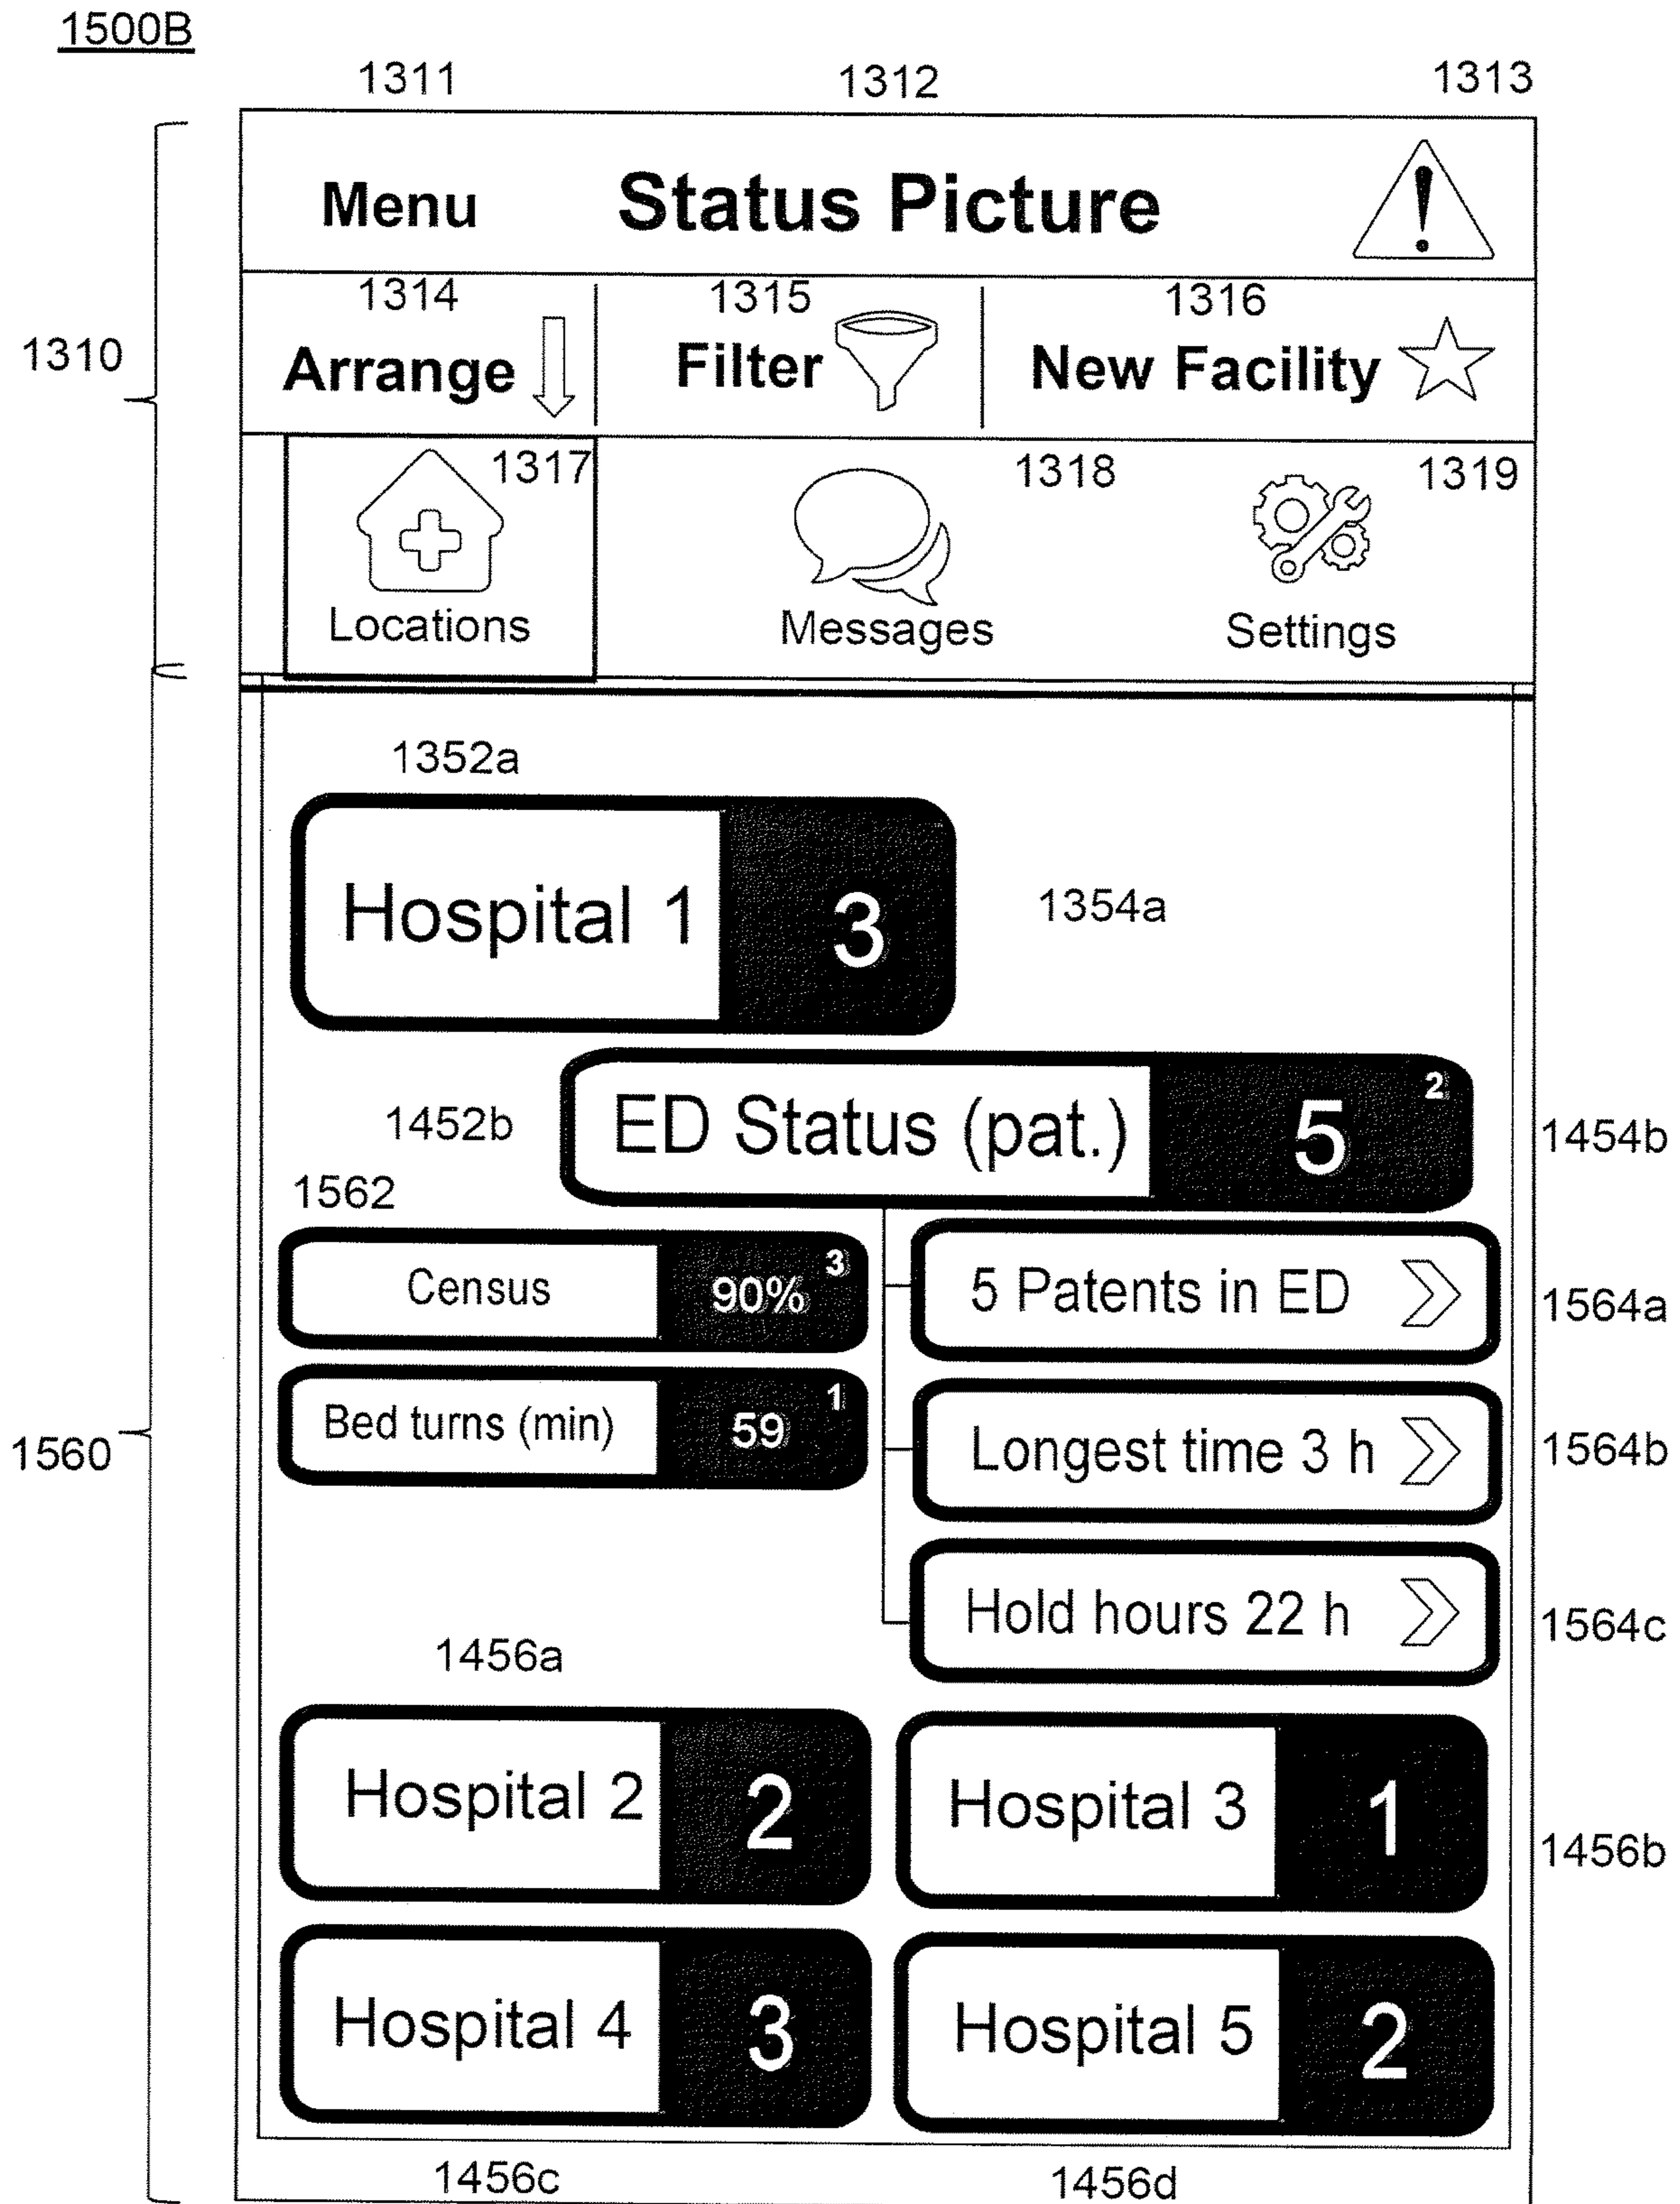 1500B
1311 1312 1313
Menu Status Picture
1314 1315 1316
1310
Arrange Filter New Facility
1317 1318 1319
Locations Messages Settings
1352a
Hospital 1 3
1354a
1452b
ED Status (pat.) 5 2
1454b
1562
Census 90% 3
5 Patents in ED
1564a
Bed turns (min) 59 1
1560
Longest time 3 h
1564b
Hold hours 22 h
1564c
1456a
Hospital 2 2
Hospital 3 1
1456b
Hospital 4 3
Hospital 5 2
1456c 1456d